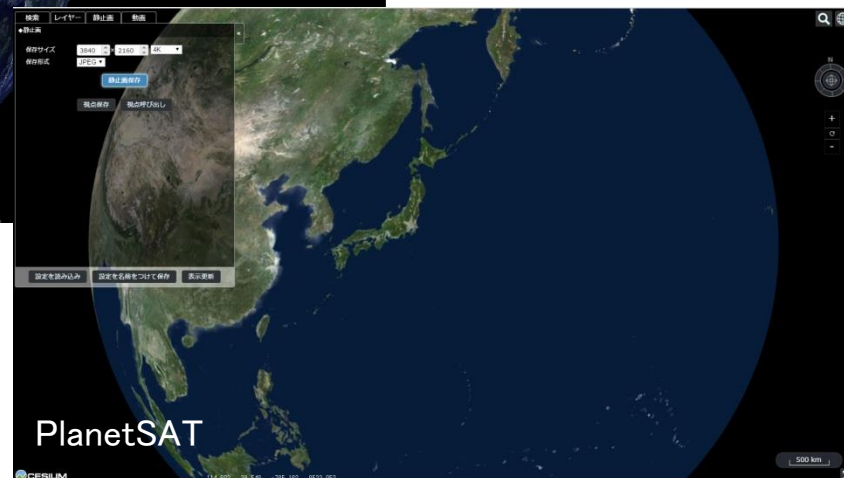 検索 レイヤー 静止画 動画
◆静止画
保存サイズ 3840 × 2160 4K
保存形式 JPEG
静止画保存
視点保存 視点呼び出し
設定を読み込み 設定を名前をつけて保存 表示更新
N
+
-
PlanetSAT
500 km
CESIUM